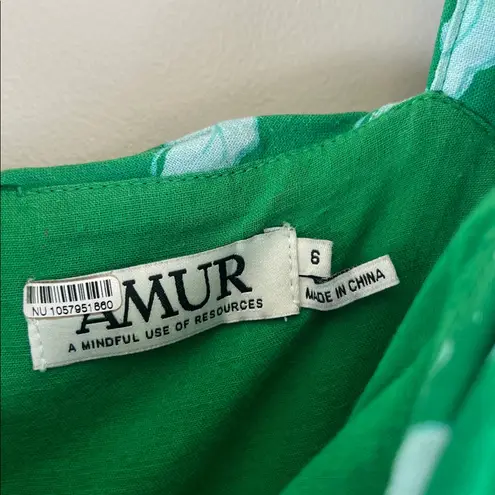 AMUR
A MINDFUL USE OF RESOURCES
6
MADE IN CHINA
NU 1057951860